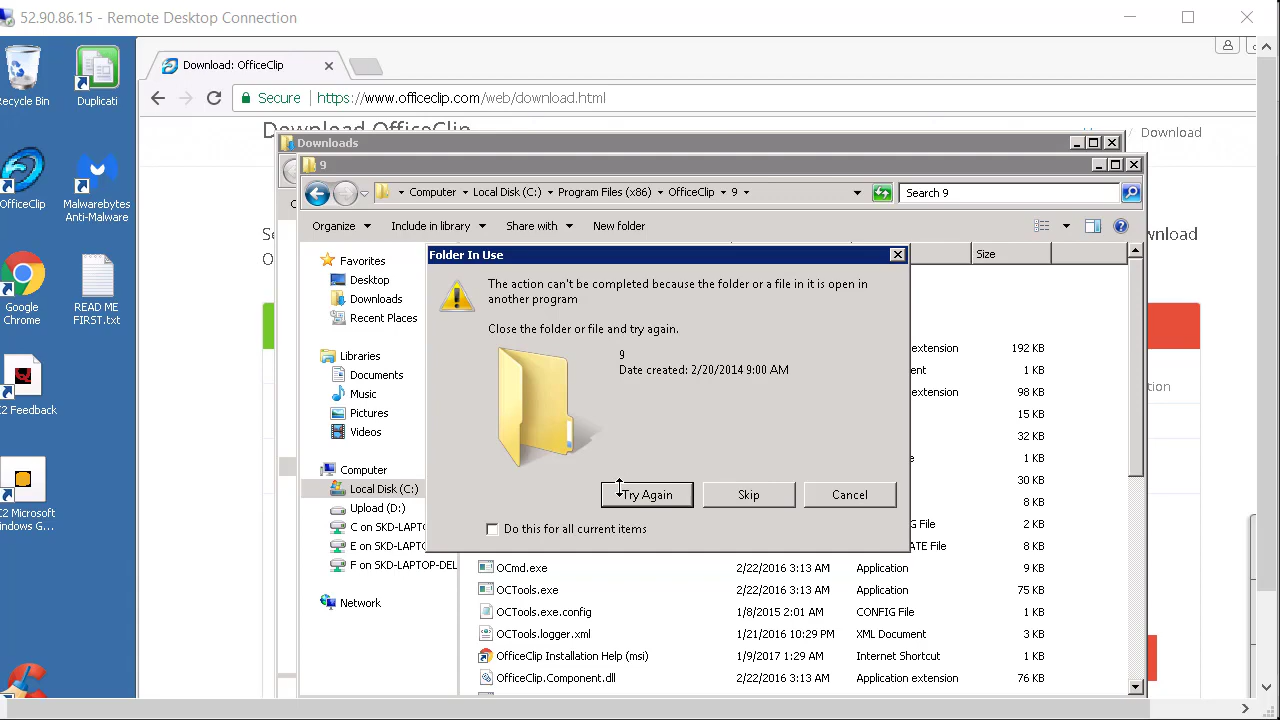 52.90.86.15 - Remote Desktop Connection
Recycle Bin
Duplicati
OfficeClip
Malwarebytes
Anti-Malware
Google
Chrome
READ ME
FIRST.txt
C2 Feedback
C2 Microsoft
Windows G...
Download: OfficeClip
Secure
https://www.officeclip.com/web/download.html
Download OfficeClip
Download
Downloads
9
Computer
Local Disk (C:)
Program Files (x86)
OfficeClip
9
Search 9
Organize
Include in library
Share with
New folder
Size
Favorites
Desktop
Downloads
Recent Places
Libraries
Documents
Music
Pictures
Videos
Computer
Local Disk (C:)
Upload (D:)
C on SKD-LAPTO
E on SKD-LAPTO
F on SKD-LAPTOP-DEL
Network
Folder In Use
The action can't be completed because the folder or a file in it is open in
another program
Close the folder or file and try again.
9
Date created: 2/20/2014 9:00 AM
Try Again
Skip
Cancel
Do this for all current items
extension 192 KB
ent 1 KB
extension 98 KB
15 KB
32 KB
1 KB
30 KB
8 KB
G File 2 KB
ATE File 8 KB
OCmd.exe 2/22/2016 3:13 AM Application 9 KB
OCTools.exe 2/22/2016 3:13 AM Application 75 KB
OCTools.exe.config 1/8/2015 2:01 AM CONFIG File 1 KB
OCTools.logger.xml 1/21/2016 10:29 PM XML Document 3 KB
OfficeClip Installation Help (msi) 1/9/2017 1:29 AM Internet Shortcut 1 KB
OfficeClip.Component.dll 2/22/2016 3:13 AM Application extension 76 KB